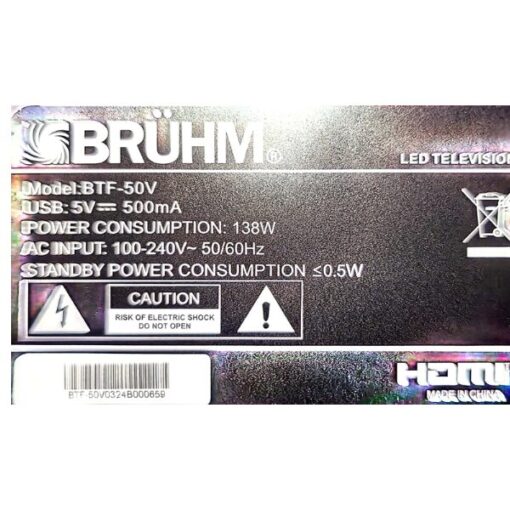 BRÜHM®
LED TELEVISION
Model:BTF-50V
USB: 5V⎓ 500mA
POWER CONSUMPTION: 138W
AC INPUT: 100-240V~ 50/60Hz
STANDBY POWER CONSUMPTION ≤0.5W
CAUTION
RISK OF ELECTRIC SHOCK
DO NOT OPEN
BTF-50V0324B000659
HDMI
MADE IN CHINA